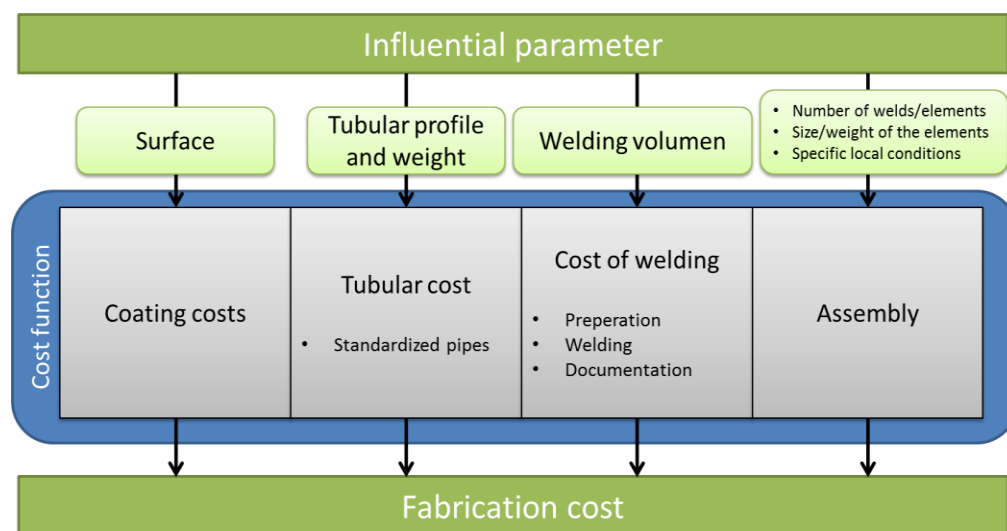 Influential parameter
Surface
Tubular profile
and weight
Welding volumen
• Number of welds/elements
• Size/weight of the elements
• Specific local conditions
Cost function
Coating costs
Tubular cost
• Standardized pipes
Cost of welding
• Preperation
• Welding
• Documentation
Assembly
Fabrication cost